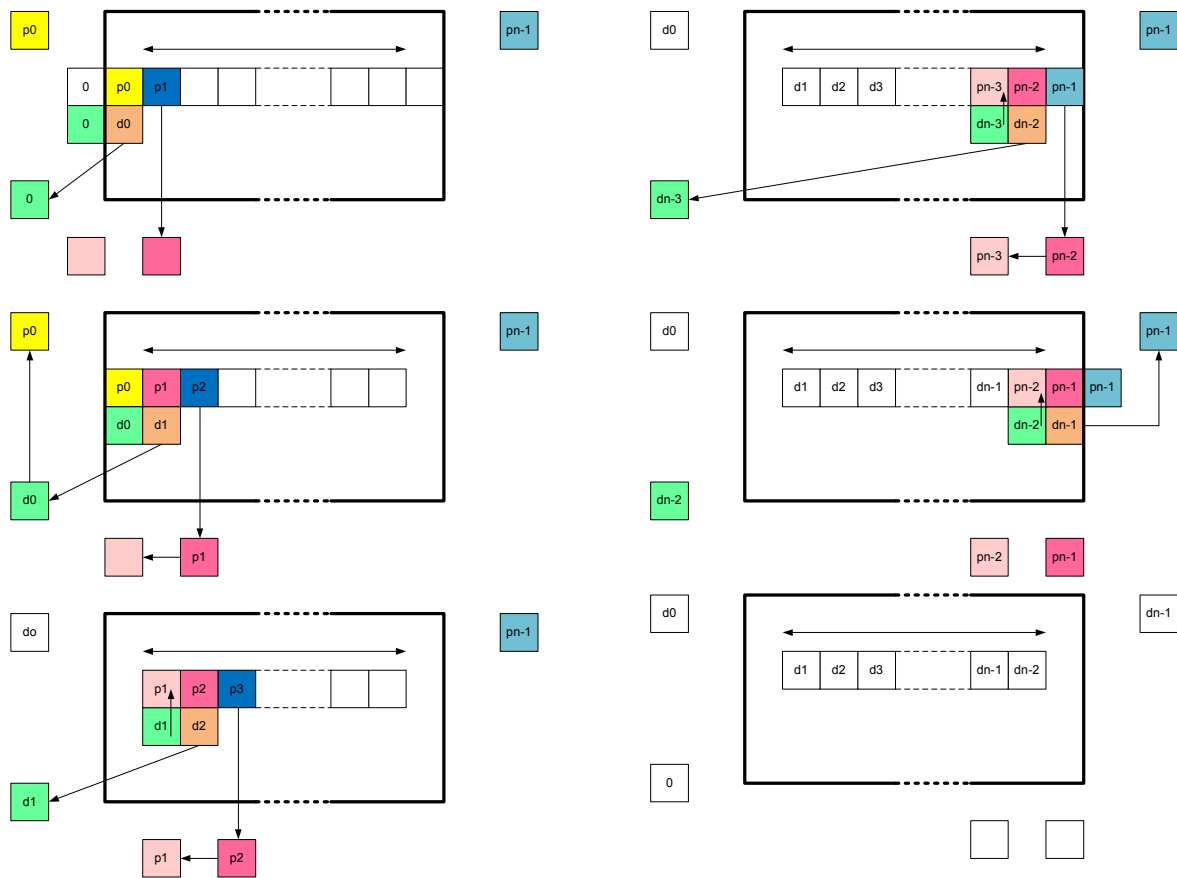 p0
pn-1
0
p0
p1
0
d0
0
p0
pn-1
p0
p1
p2
d0
d1
d0
p1
do
pn-1
p1
p2
p3
d1
d2
d1
p1
p2
d0
pn-1
d1
d2
d3
pn-3
pn-2
pn-1
dn-3
dn-2
dn-3
pn-3
pn-2
d0
pn-1
d1
d2
d3
dn-1
pn-2
pn-1
pn-1
dn-2
dn-1
dn-2
pn-2
pn-1
d0
dn-1
d1
d2
d3
dn-1
dn-2
0